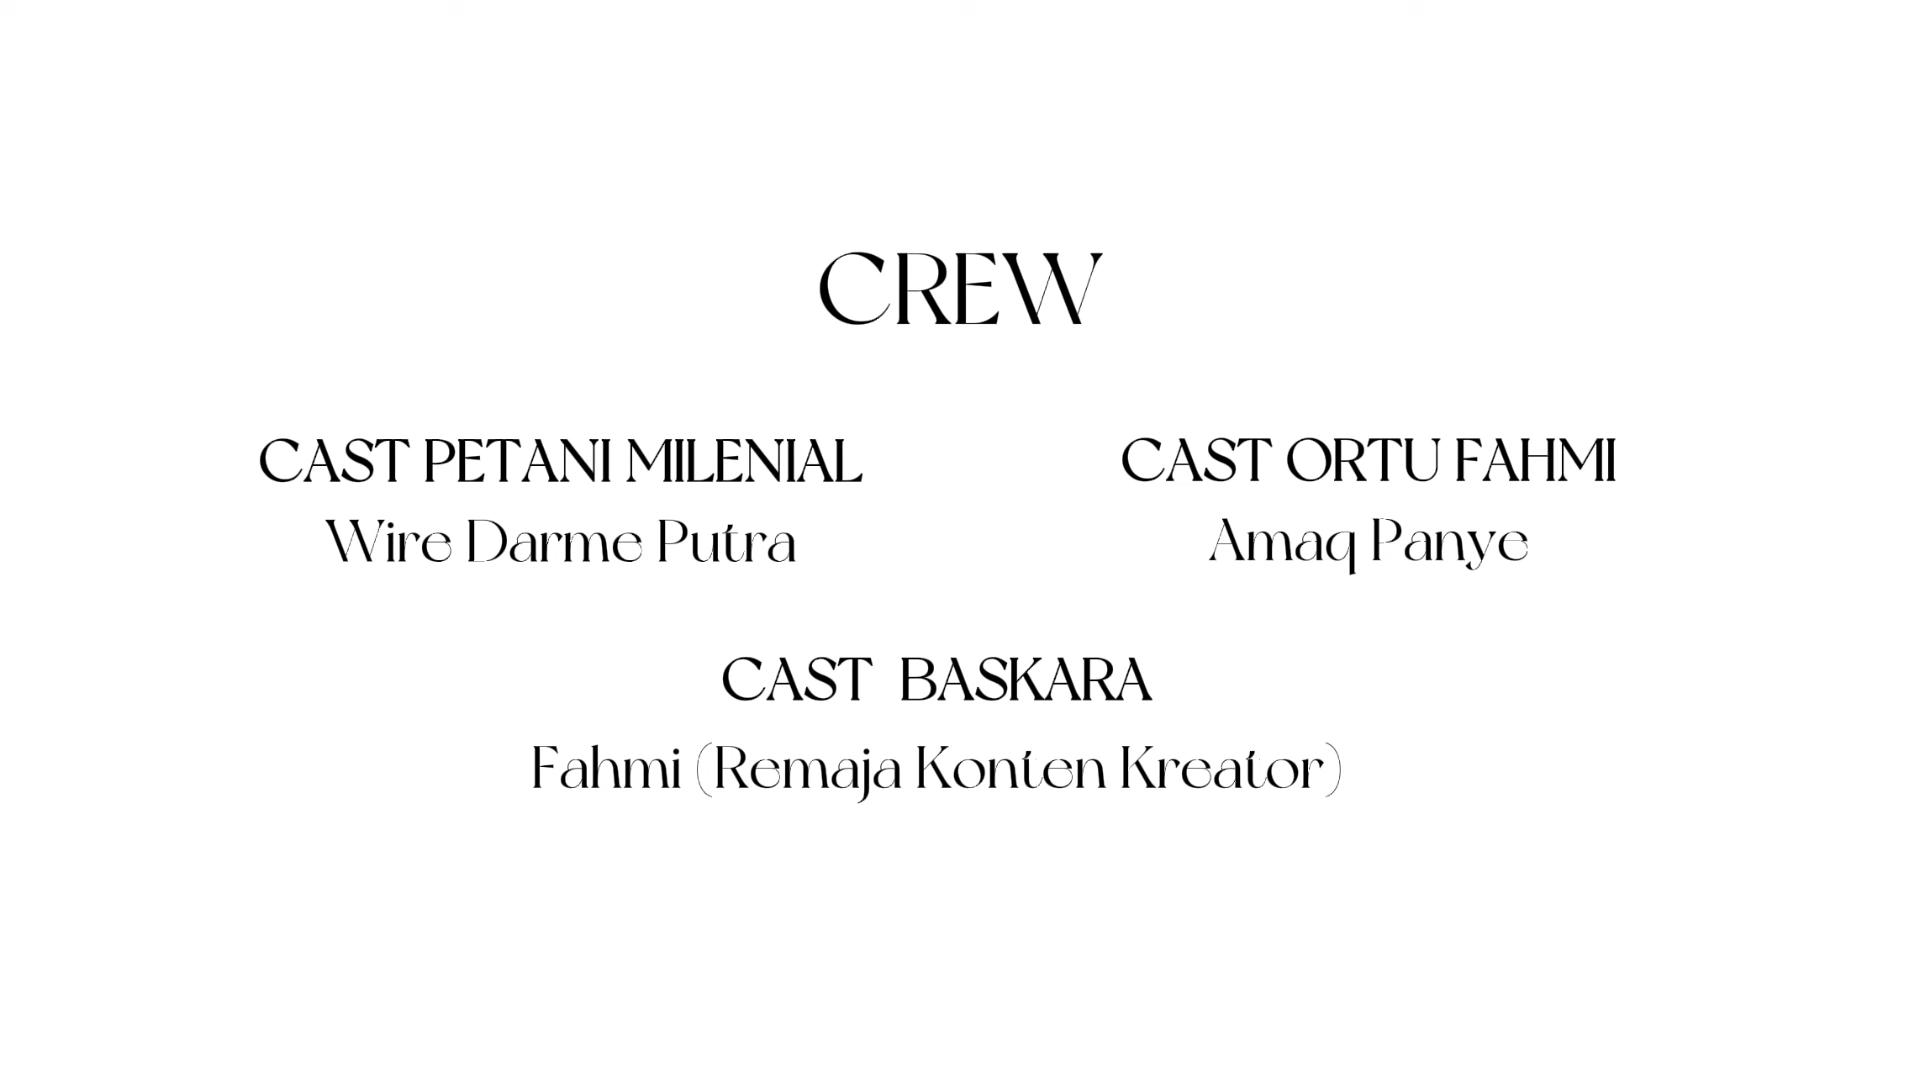 CREW
CAST PETANI MILENIAL
Wire Darme Putra
CAST ORTU FAHMI
Amaq Panye
CAST BASKARA
Fahmi (Remaja Konten Kreator)